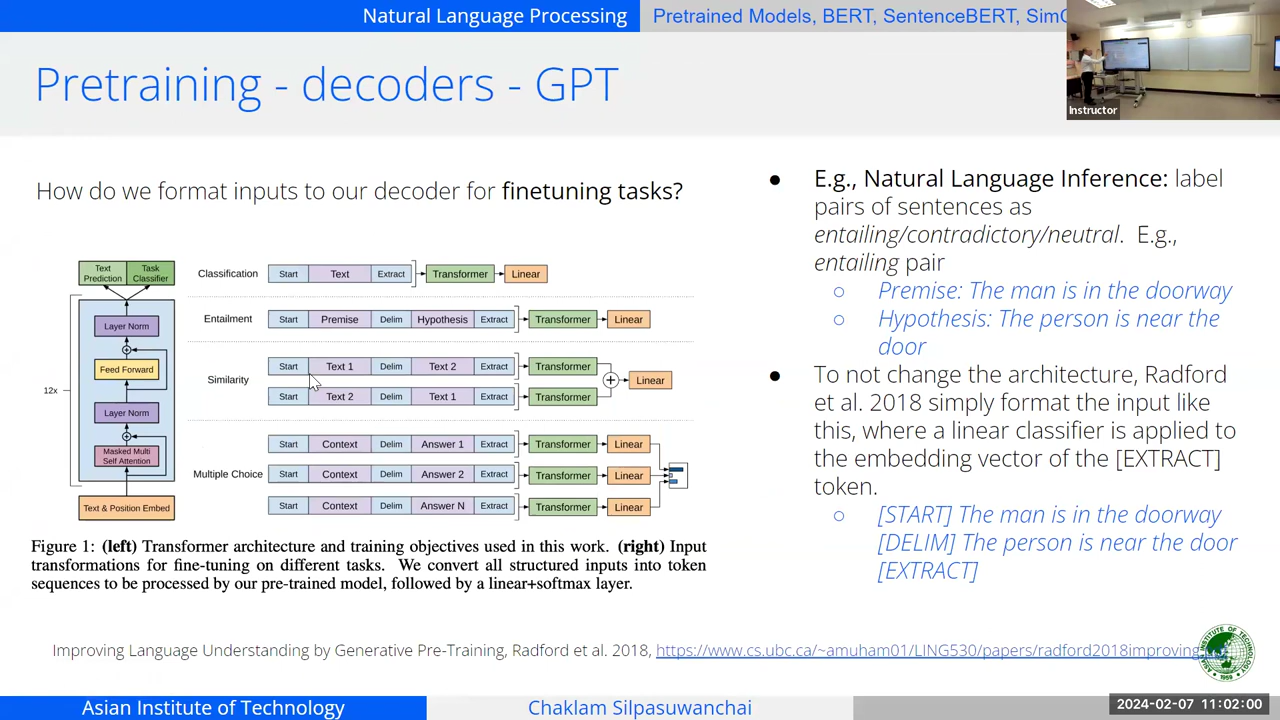 Natural Language Processing
Pretrained Models, BERT, SentenceBERT,
Instructor
Pretraining - decoders - GPT
How do we format inputs to our decoder for finetuning tasks?
Text Prediction
Task Classifier
Layer Norm
Feed Forward
12x
Layer Norm
Masked Multi Self Attention
Text & Position Embed
Classification Start Text Extract Transformer Linear
Entailment Start Premise Delim Hypothesis Extract Transformer Linear
Similarity
Start Text 1 Delim Text 2 Extract Transformer
+ Linear
Start Text 2 Delim Text 1 Extract Transformer
Multiple Choice
Start Context Delim Answer 1 Extract Transformer Linear
Start Context Delim Answer 2 Extract Transformer Linear
Start Context Delim Answer N Extract Transformer Linear
Figure 1: (left) Transformer architecture and training objectives used in this work. (right) Input
transformations for fine-tuning on different tasks. We convert all structured inputs into token
sequences to be processed by our pre-trained model, followed by a linear+softmax layer.
● E.g., Natural Language Inference: label
pairs of sentences as
entailing/contradictory/neutral. E.g.,
entailing pair
○ Premise: The man is in the doorway
○ Hypothesis: The person is near the
door
● To not change the architecture, Radford
et al. 2018 simply format the input like
this, where a linear classifier is applied to
the embedding vector of the [EXTRACT]
token.
○ [START] The man is in the doorway
[DELIM] The person is near the door
[EXTRACT]
Improving Language Understanding by Generative Pre-Training, Radford et al. 2018, https://www.cs.ubc.ca/~amuham01/LING530/papers/radford2018improving
Asian Institute of Technology
Chaklam Silpasuwanchai
2024-02-07 11:02:00